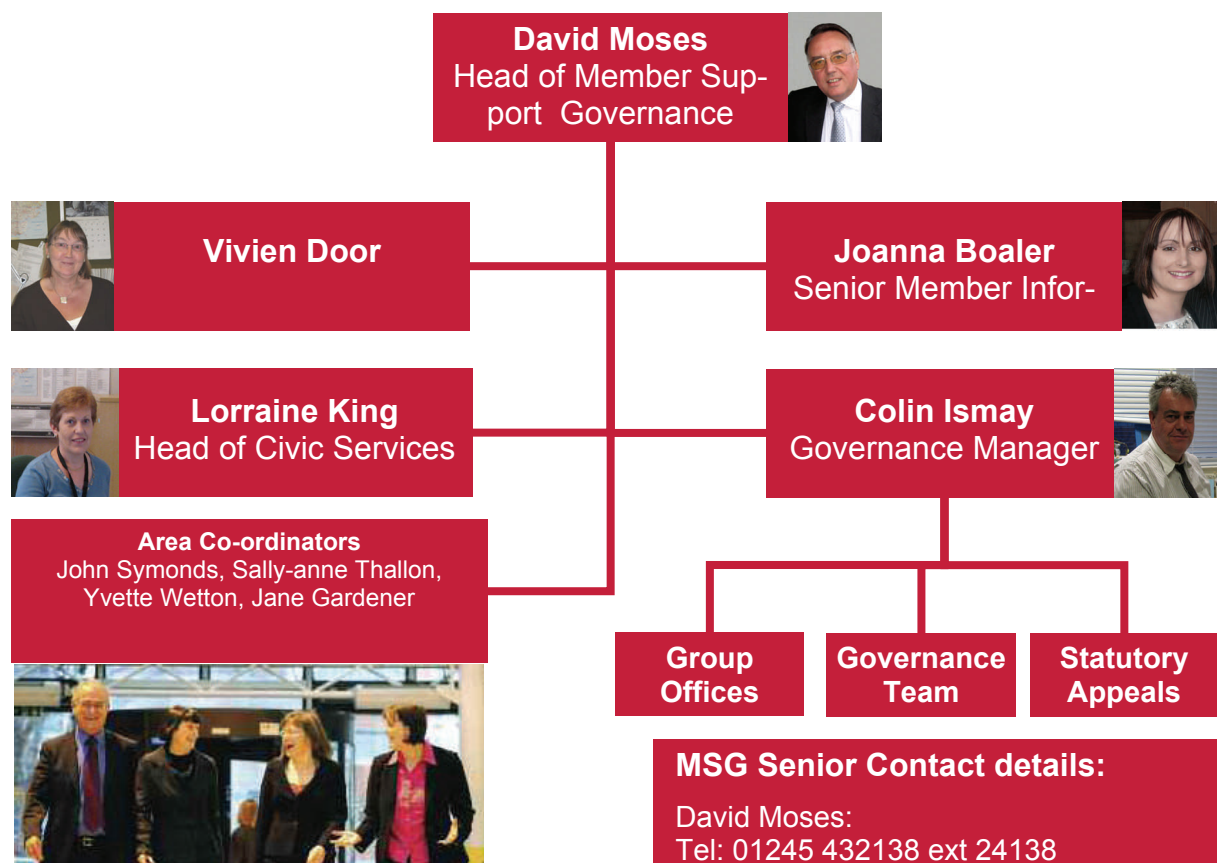 David Moses
Head of Member Sup-
port Governance
Vivien Door
Joanna Boaler
Senior Member Infor-
Lorraine King
Head of Civic Services
Colin Ismay
Governance Manager
Area Co-ordinators
John Symonds, Sally-anne Thallon,
Yvette Wetton, Jane Gardener
Group
Offices
Governance
Team
Statutory
Appeals
MSG Senior Contact details:
David Moses:
Tel: 01245 432138 ext 24138